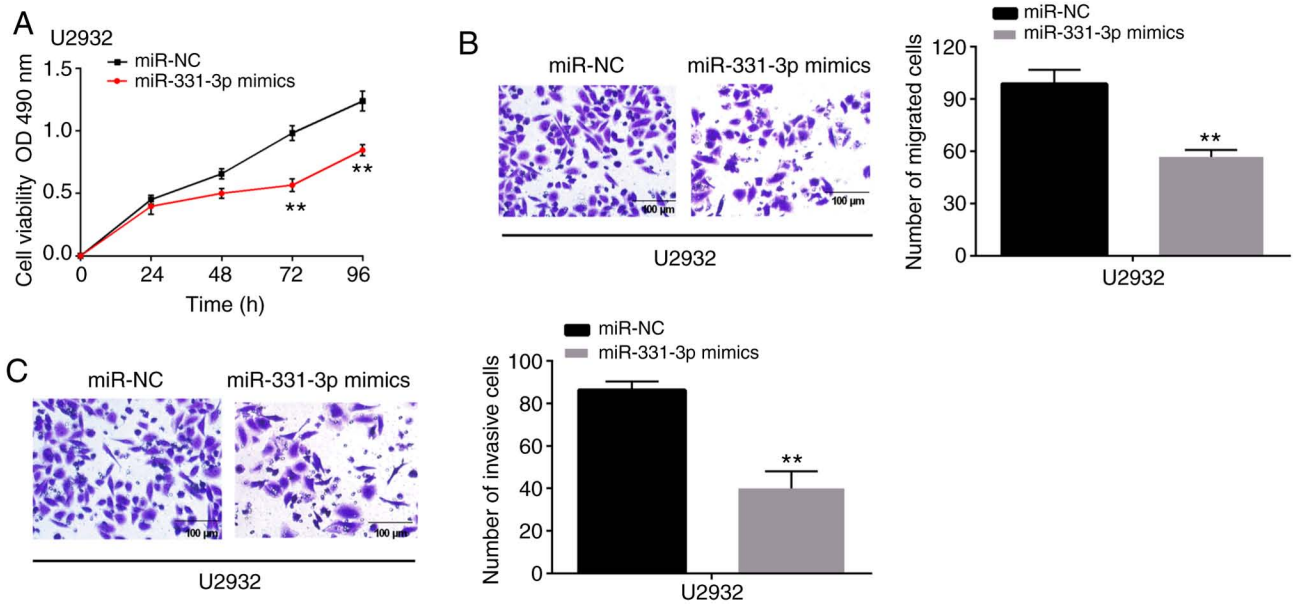 A
U2932
miR-NC
miR-331-3p mimics
Cell viability OD 490 nm
1.5
1.0
0.5
0.0
0 24 48 72 96
**
**
Time (h)
B
miR-NC miR-331-3p mimics
100 µm 100 µm
U2932
miR-NC
miR-331-3p mimics
Number of migrated cells
120
90
60
30
0
**
U2932
C
miR-NC miR-331-3p mimics
100 µm 100 µm
U2932
miR-NC
miR-331-3p mimics
Number of invasive cells
100
80
60
40
20
0
**
U2932